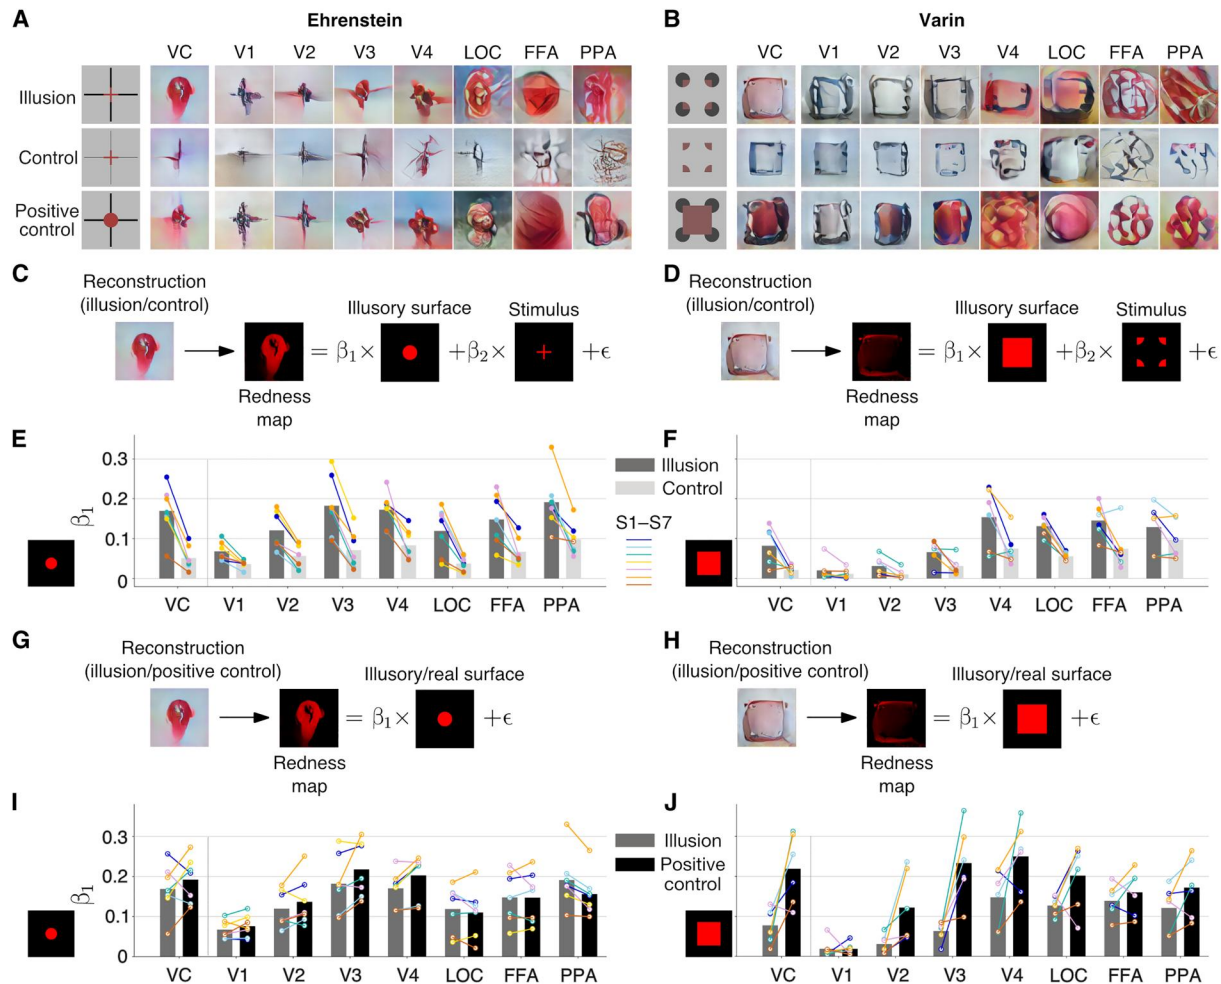 A
Ehrenstein
VC V1 V2 V3 V4 LOC FFA PPA
Illusion
Control
Positive
control
B
Varin
VC V1 V2 V3 V4 LOC FFA PPA
C
Reconstruction
(illusion/control)
Illusory surface
Stimulus
= β1× +β2× +ϵ
Redness
map
D
Reconstruction
(illusion/control)
Illusory surface
Stimulus
= β1× +β2× +ϵ
Redness
map
E
0.3
0.2
0.1
0
β1
VC V1 V2 V3 V4 LOC FFA PPA
Illusion
Control
S1–S7
F
VC V1 V2 V3 V4 LOC FFA PPA
G
Reconstruction
(illusion/positive control)
Illusory/real surface
= β1× +ϵ
Redness
map
H
Reconstruction
(illusion/positive control)
Illusory/real surface
= β1× +ϵ
Redness
map
I
0.3
0.2
0.1
0
β1
VC V1 V2 V3 V4 LOC FFA PPA
Illusion
Positive
control
J
VC V1 V2 V3 V4 LOC FFA PPA